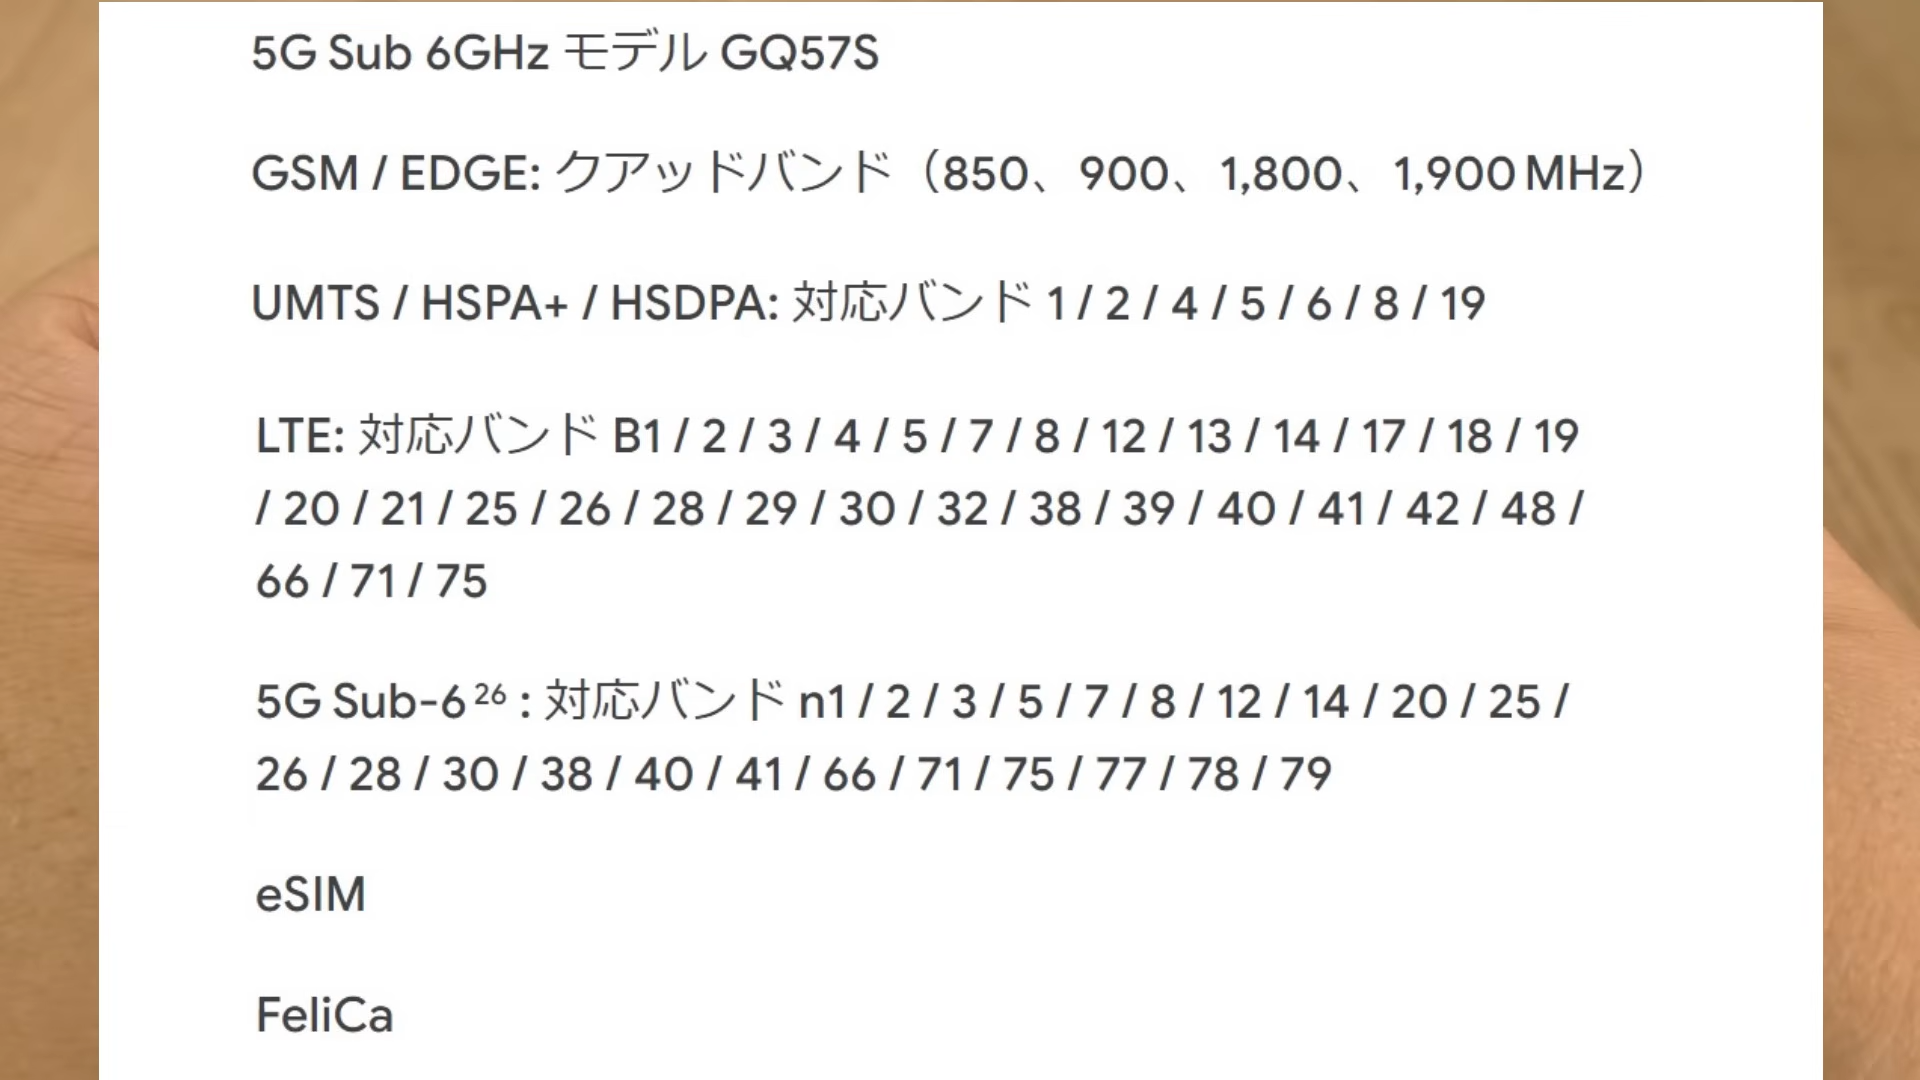 5G Sub 6GHz モデル GQ57S
GSM / EDGE: クアッドバンド（850、900、1,800、1,900 MHz）
UMTS / HSPA+ / HSDPA: 対応バンド 1 / 2 / 4 / 5 / 6 / 8 / 19
LTE: 対応バンド B1 / 2 / 3 / 4 / 5 / 7 / 8 / 12 / 13 / 14 / 17 / 18 / 19
/ 20 / 21 / 25 / 26 / 28 / 29 / 30 / 32 / 38 / 39 / 40 / 41 / 42 / 48 /
66 / 71 / 75
5G Sub-6 ²⁶ : 対応バンド n1 / 2 / 3 / 5 / 7 / 8 / 12 / 14 / 20 / 25 /
26 / 28 / 30 / 38 / 40 / 41 / 66 / 71 / 75 / 77 / 78 / 79
eSIM
FeliCa